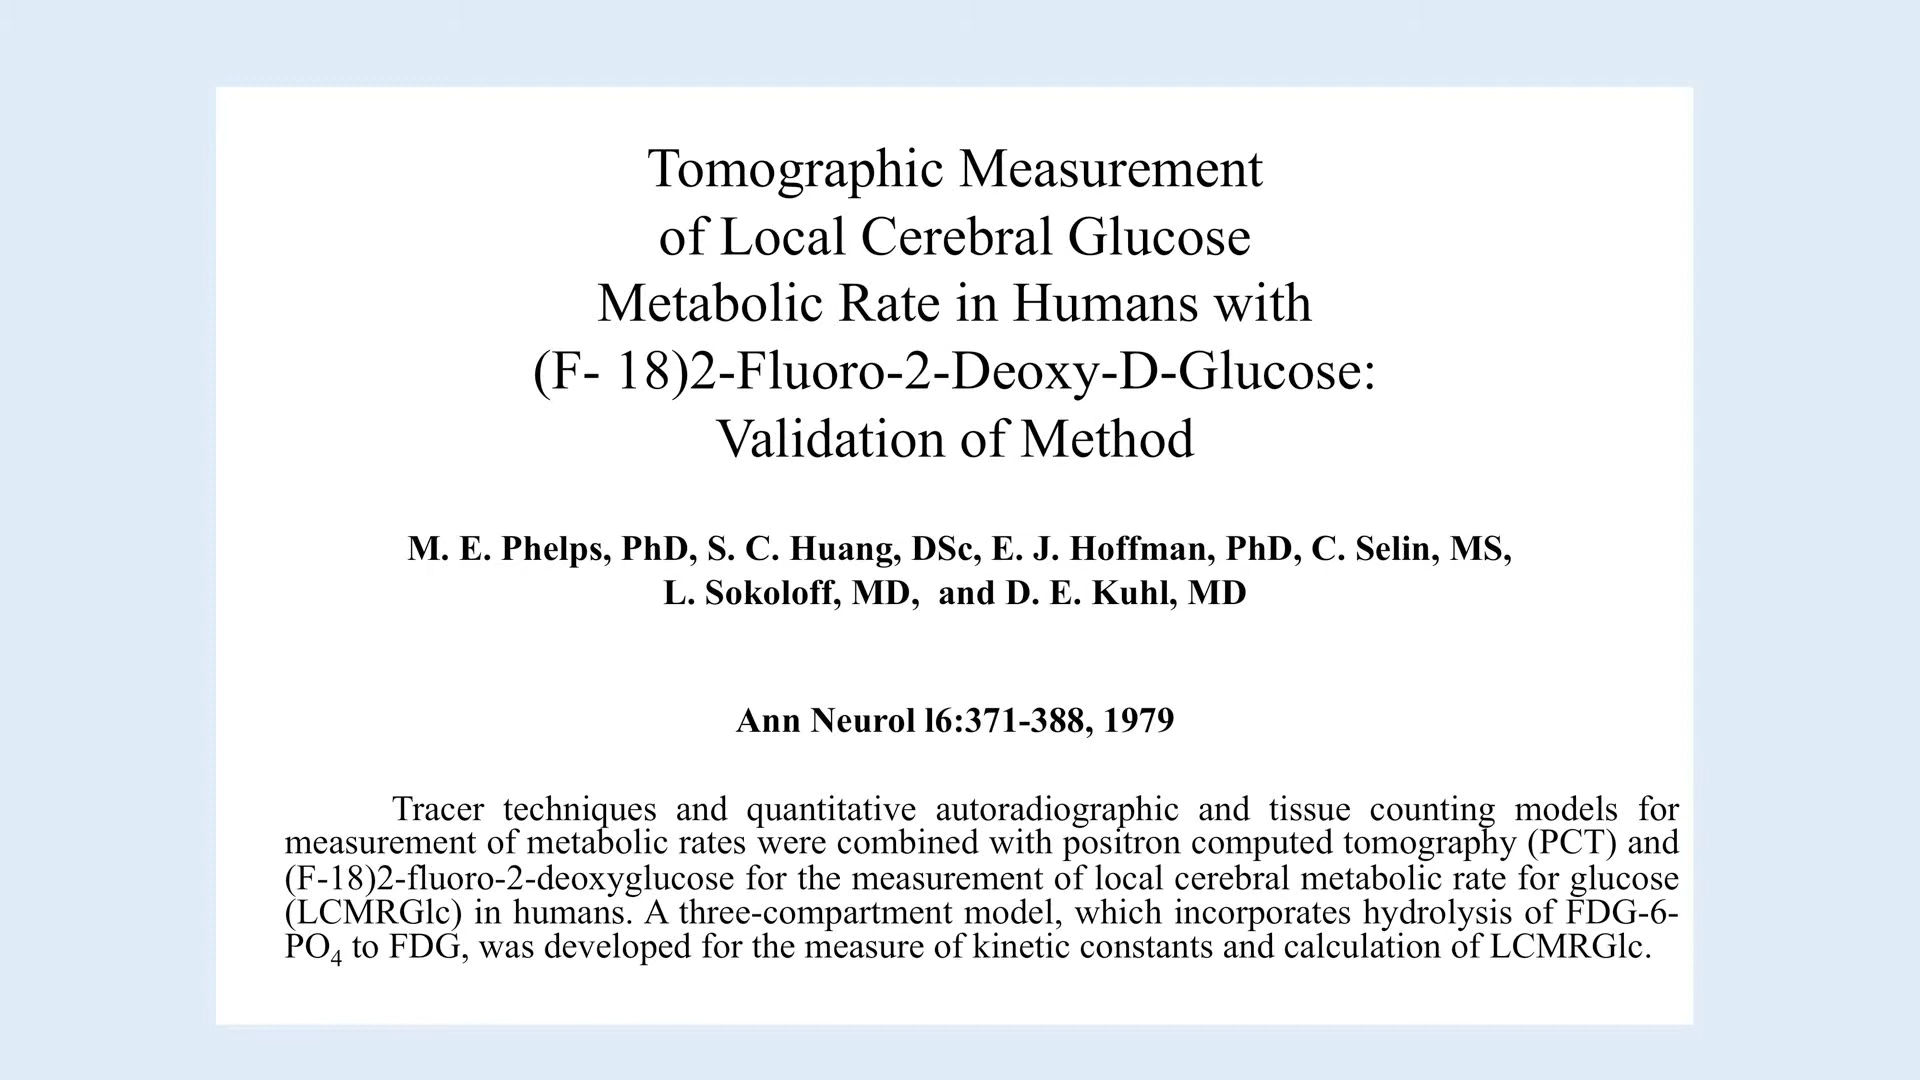 Tomographic Measurement
of Local Cerebral Glucose
Metabolic Rate in Humans with
(F- 18)2-Fluoro-2-Deoxy-D-Glucose:
Validation of Method
M. E. Phelps, PhD, S. C. Huang, DSc, E. J. Hoffman, PhD, C. Selin, MS,
L. Sokoloff, MD, and D. E. Kuhl, MD
Ann Neurol l6:371-388, 1979
Tracer techniques and quantitative autoradiographic and tissue counting models for
measurement of metabolic rates were combined with positron computed tomography (PCT) and
(F-18)2-fluoro-2-deoxyglucose for the measurement of local cerebral metabolic rate for glucose
(LCMRGlc) in humans. A three-compartment model, which incorporates hydrolysis of FDG-6-
PO₄ to FDG, was developed for the measure of kinetic constants and calculation of LCMRGlc.